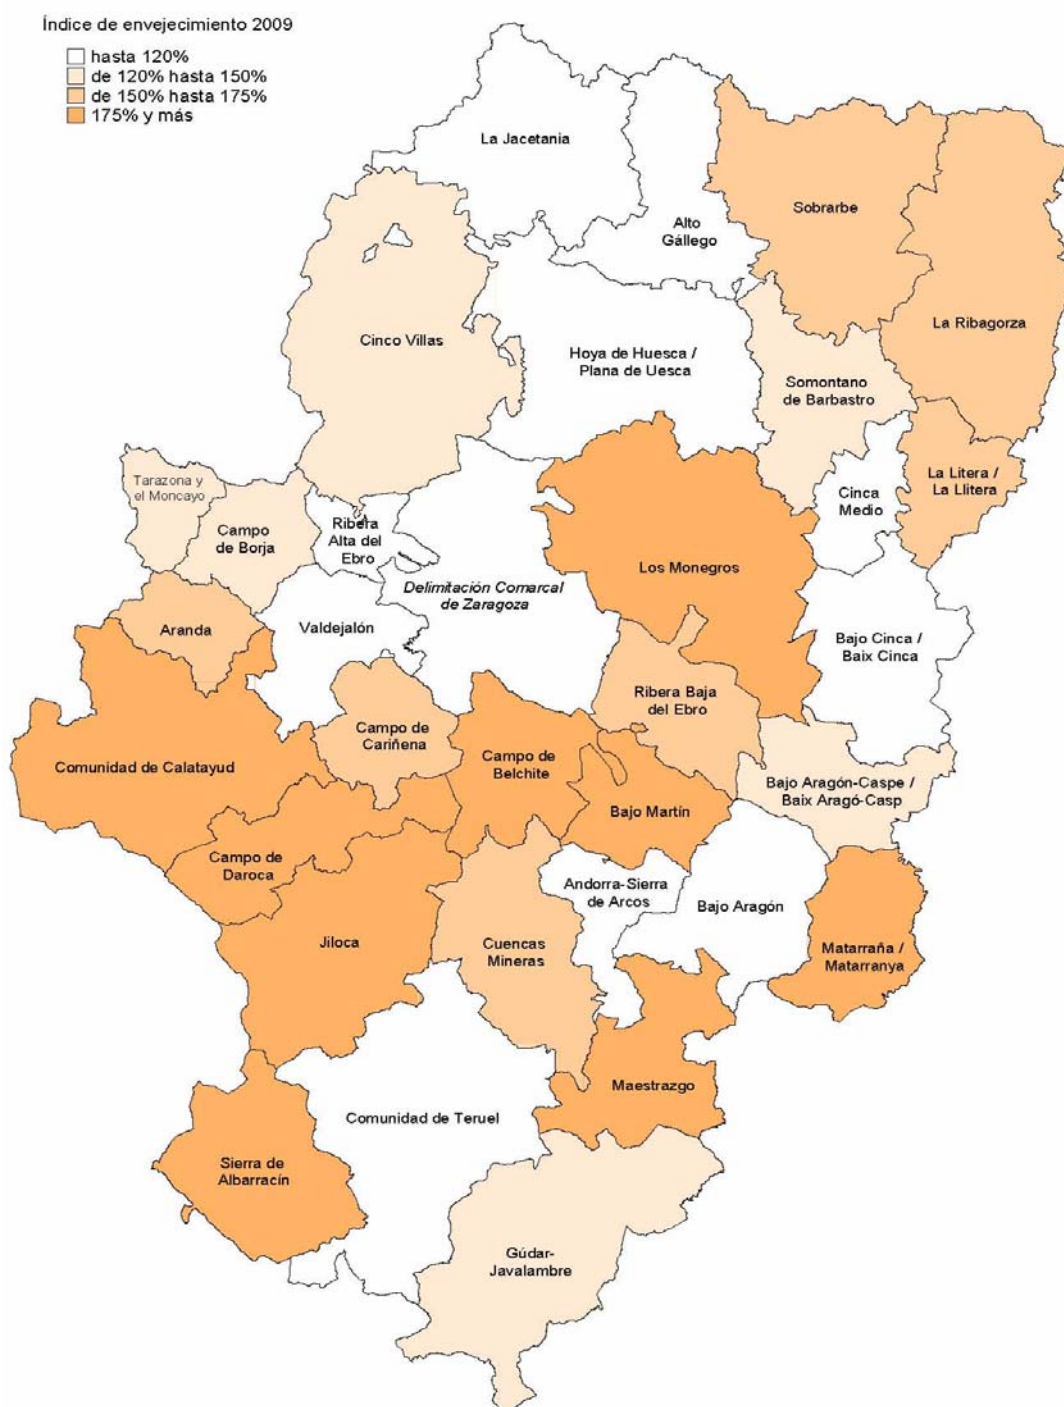 Índice de envejecimiento 2009
hasta 120%
de 120% hasta 150%
de 150% hasta 175%
175% y más
La Jacetania
Alto
Gállego
Sobrarbe
La Ribagorza
Cinco Villas
Hoya de Huesca /
Plana de Uesca
Somontano
de Barbastro
Tarazona y
el Moncayo
Campo
de Borja
Ribera
Alta del
Ebro
Cinca
Medio
La Litera /
La Llitera
Los Monegros
Delimitación Comarcal
de Zaragoza
Aranda
Valdejalón
Bajo Cinca /
Baix Cinca
Ribera Baja
del Ebro
Campo de
Cariñena
Comunidad de Calatayud
Campo de
Belchite
Bajo Aragón-Caspe /
Baix Aragó-Casp
Bajo Martín
Campo de
Daroca
Andorra-Sierra
de Arcos
Bajo Aragón
Jiloca
Cuencas
Mineras
Matarraña /
Matarranya
Maestrazgo
Comunidad de Teruel
Sierra de
Albarracín
Gúdar-
Javalambre